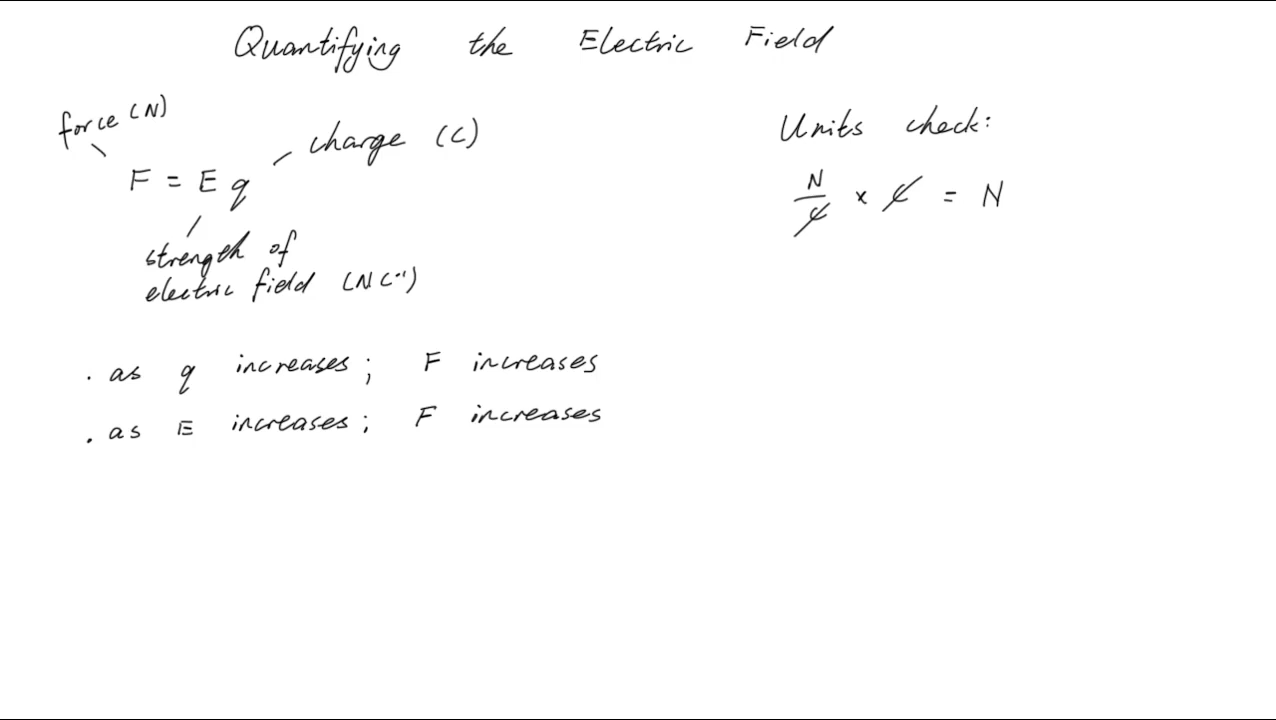 Quantifying the Electric Field
force (N)
charge (C)
F = E q
strength of
electric field (N C⁻¹)
Units check:
N/C × C = N
. as q increases; F increases
. as E increases; F increases